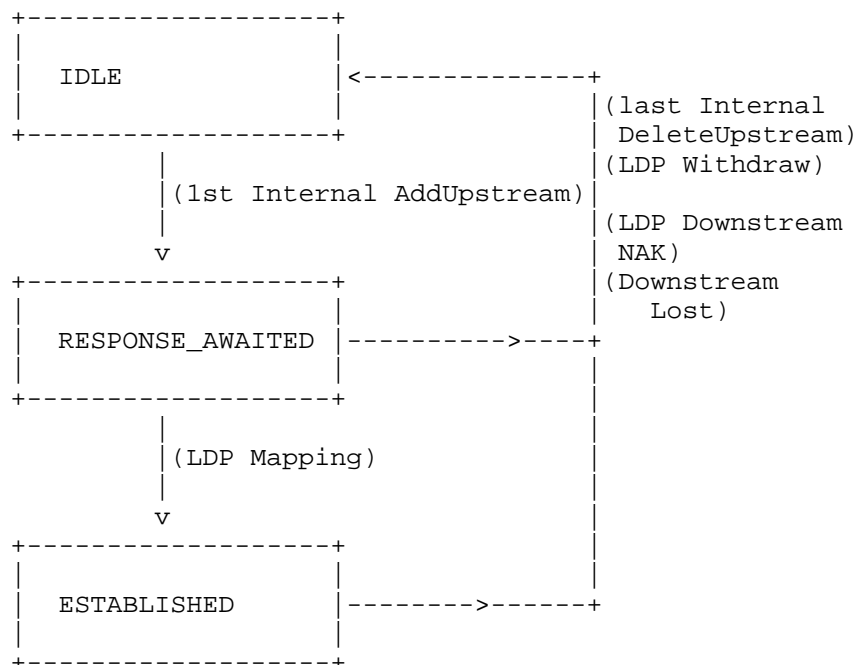 IDLE
(last Internal
DeleteUpstream)
(LDP Withdraw)
(1st Internal AddUpstream)
(LDP Downstream
NAK)
(Downstream
Lost)
RESPONSE_AWAITED
(LDP Mapping)
ESTABLISHED